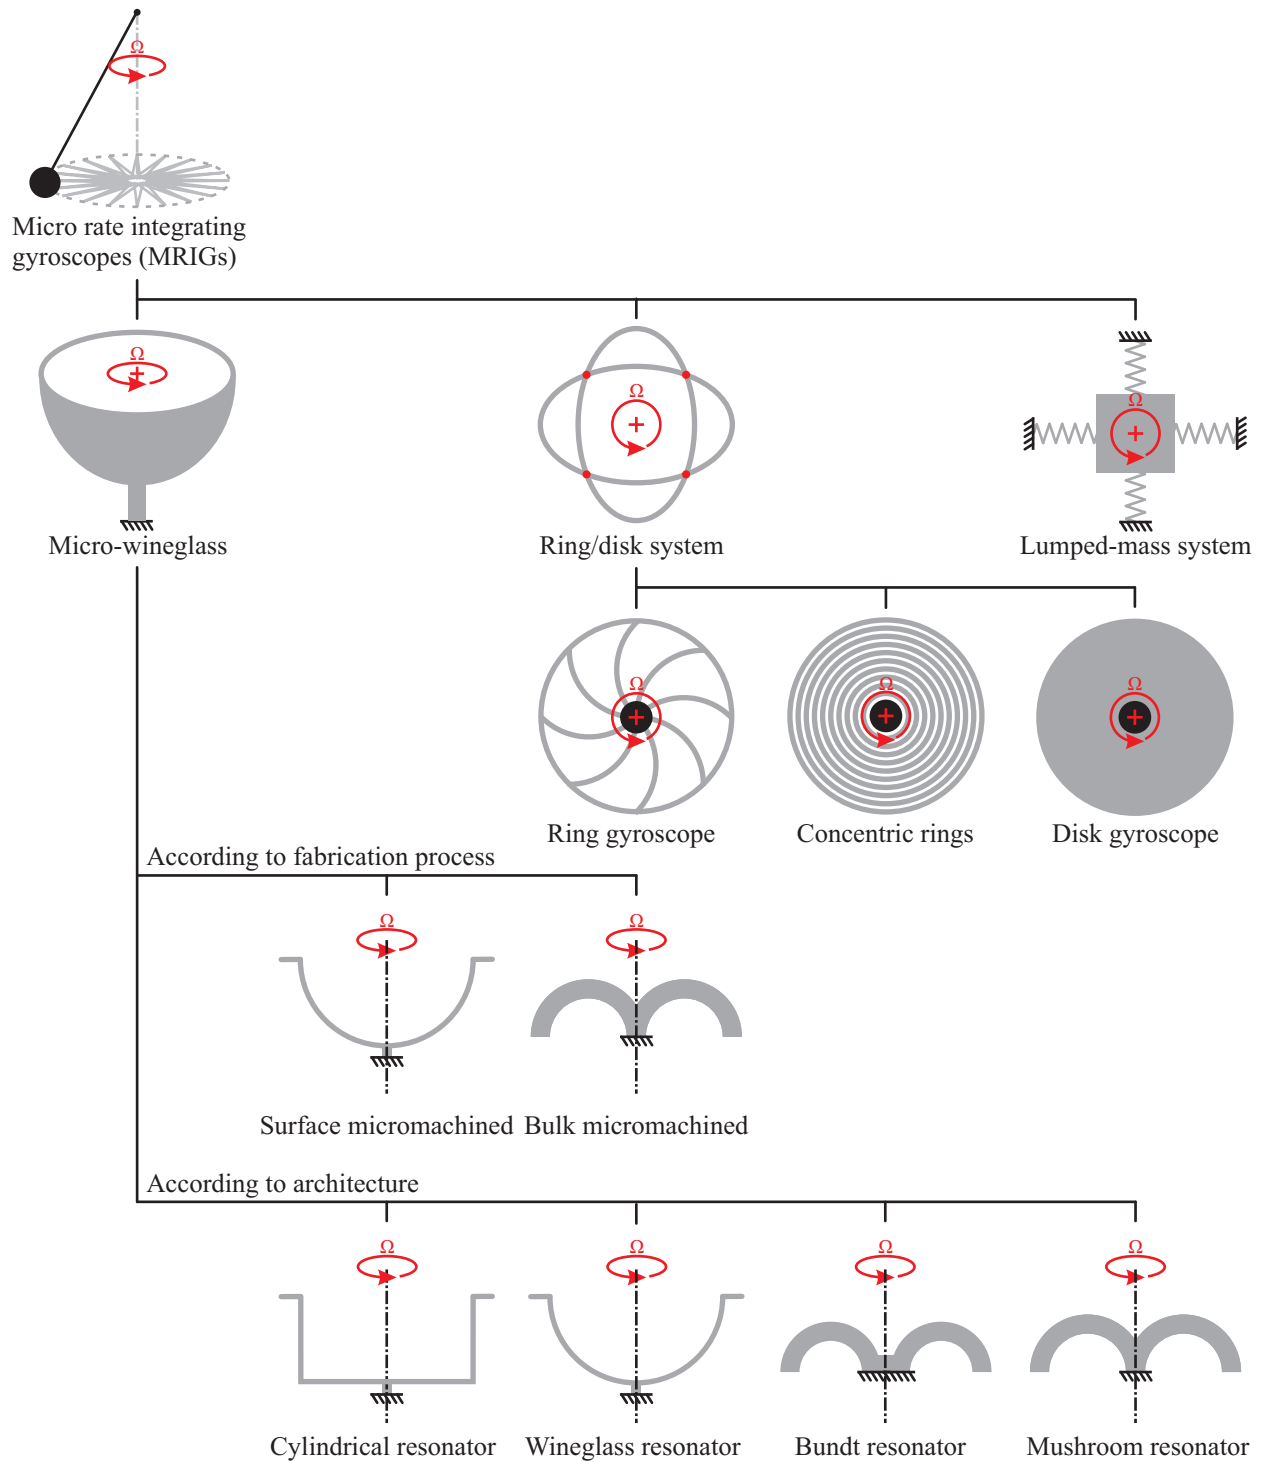 Ω
Micro rate integrating
gyroscopes (MRIGs)
Ω
Ω
Ω
Micro-wineglass
Ring/disk system
Lumped-mass system
Ω
Ω
Ω
Ring gyroscope
Concentric rings
Disk gyroscope
According to fabrication process
Ω
Ω
Surface micromachined
Bulk micromachined
According to architecture
Ω
Ω
Ω
Ω
Cylindrical resonator
Wineglass resonator
Bundt resonator
Mushroom resonator